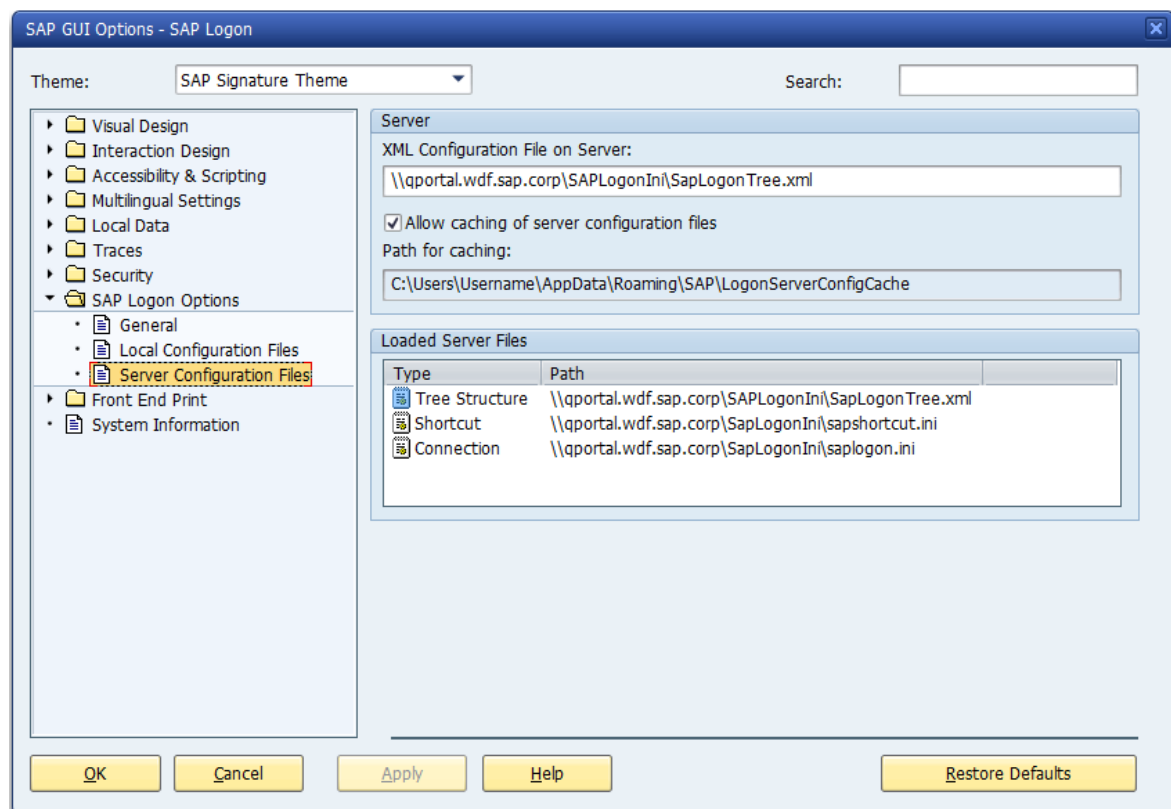 SAP GUI Options - SAP Logon
Theme: SAP Signature Theme Search:
Visual Design
Interaction Design
Accessibility & Scripting
Multilingual Settings
Local Data
Traces
Security
SAP Logon Options
General
Local Configuration Files
Server Configuration Files
Front End Print
System Information
Server
XML Configuration File on Server:
\\qportal.wdf.sap.corp\SAPLogonIni\SapLogonTree.xml
Allow caching of server configuration files
Path for caching:
C:\Users\Username\AppData\Roaming\SAP\LogonServerConfigCache
Loaded Server Files
Type Path
Tree Structure \\qportal.wdf.sap.corp\SAPLogonIni\SapLogonTree.xml
Shortcut \\qportal.wdf.sap.corp\SapLogonIni\sapshortcut.ini
Connection \\qportal.wdf.sap.corp\SapLogonIni\saplogon.ini
OK Cancel Apply Help Restore Defaults